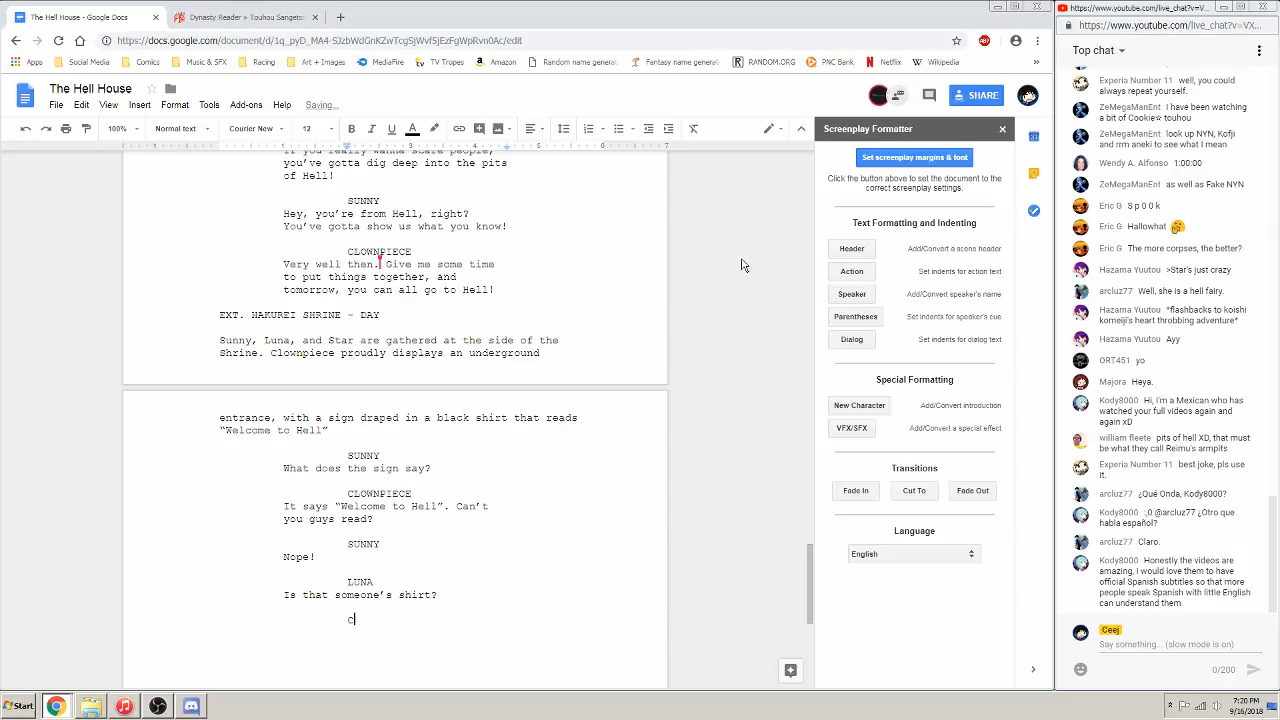 The Hell House - Google Docs
Dynasty Reader » Touhou Sangets
https://www.youtube.com/live_chat?v=V...
https://docs.google.com/document/d/1q_pyD_MA4-SJzbWdGnKZwTcgSjWvf5jEzFgWpRvn0Ac/edit
https://www.youtube.com/live_chat?v=VX...
Apps
Social Media
Comics
Music & SFX
Racing
Art + Images
MediaFire
TV Tropes
Amazon
Random name genera
Fantasy name generat
RANDOM.ORG
PNC Bank
Netflix
Wikipedia
Top chat
The Hell House
File Edit View Insert Format Tools Add-ons Help Saving...
SHARE
100%
Normal text
Courier New
12
Screenplay Formatter
Set screenplay margins & font
Click the button above to set the document to the
correct screenplay settings.
Text Formatting and Indenting
Header Add/Convert a scene header
Action Set indents for action text
Speaker Add/Convert speaker's name
Parentheses Set indents for speaker's cue
Dialog Set indents for dialog text
Special Formatting
New Character Add/Convert introduction
VFX/SFX Add/Convert a special effect
Transitions
Fade In Cut To Fade Out
Language
English
If you really wanna scare people,
you've gotta dig deep into the pits
of Hell!
SUNNY
Hey, you're from Hell, right?
You've gotta show us what you know!
CLOWNPIECE
Very well then. Give me some time
to put things together, and
tomorrow, you can all go to Hell!
EXT. HAKUREI SHRINE - DAY
Sunny, Luna, and Star are gathered at the side of the
Shrine. Clownpiece proudly displays an underground
entrance, with a sign draped in a black shirt that reads
“Welcome to Hell”
SUNNY
What does the sign say?
CLOWNPIECE
It says “Welcome to Hell”. Can't
you guys read?
SUNNY
Nope!
LUNA
Is that someone's shirt?
C
Experia Number 11 well, you could
always repeat yourself.
ZeMegaManEnt I have been watching
a bit of Cookie☆ touhou
ZeMegaManEnt look up NYN, Kofji
and rrm aneki to see what I mean
Wendy A. Alfonso 1:00:00
ZeMegaManEnt as well as Fake NYN
Eric G S p 0 0 k
Eric G Hallowhat
Eric G The more corpses, the better?
Hazama Yuutou >Star's just crazy
arcluz77 Well, she is a hell fairy.
Hazama Yuutou *flashbacks to koishi
komeiji's heart throbbing adventure*
Hazama Yuutou Ayy
ORT451 yo
Majora Heya.
Kody8000 Hi, I'm a Mexican who has
watched your full videos again and
again xD
william fleete pits of hell XD, that must
be what they call Reimu's armpits
Experia Number 11 best joke, pls use
it.
arcluz77 ¿Qué Onda, Kody8000?
Kody8000 :,0 @arcluz77 ¿Otro que
habla español?
arcluz77 Claro.
Kody8000 Honestly the videos are
amazing. I would love them to have
official Spanish subtitles so that more
people speak Spanish with little English
can understand them
Ceej
Say something... (slow mode is on)
0/200
Start
7:20 PM
9/16/2018